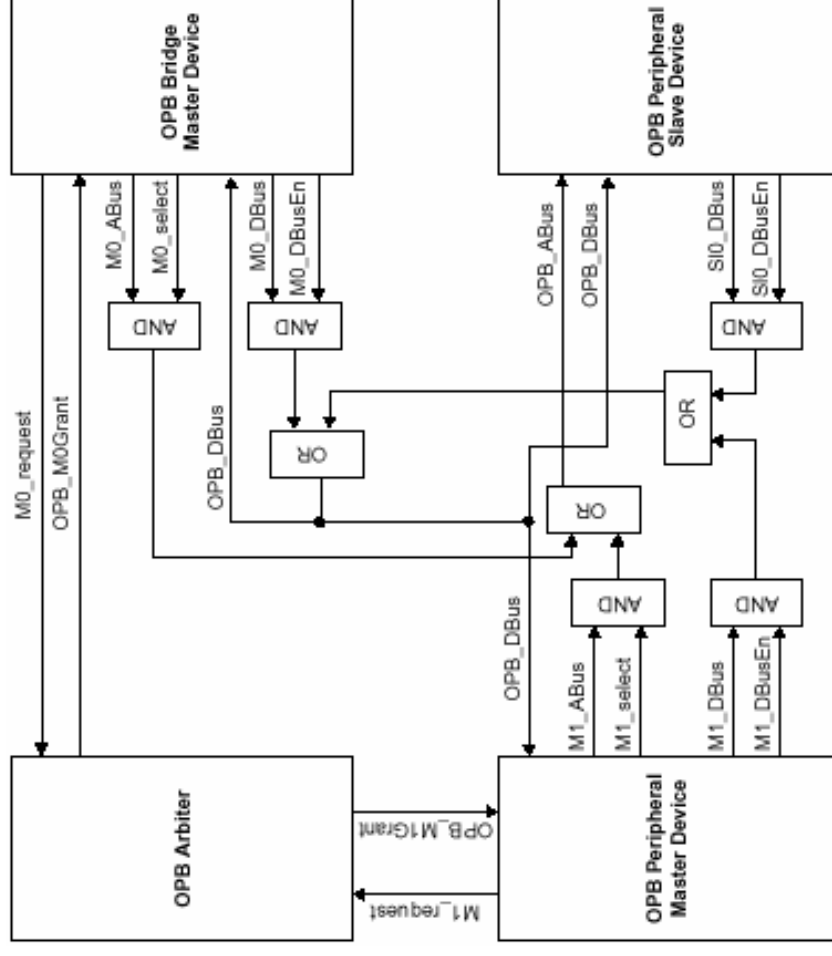 OPB Bridge
Master Device
OPB Peripheral
Slave Device
M0_request
OPB_M0Grant
M0_ABus
M0_select
OPB_DBus
M0_DBus
M0_DBusEn
OPB_ABus
OPB_DBus
Sl0_DBus
Sl0_DBusEn
AND
AND
AND
OR
OR
OR
AND
AND
OPB_DBus
M1_ABus
M1_select
M1_DBus
M1_DBusEn
OPB Arbiter
OPB_M1Grant
M1_request
OPB Peripheral
Master Device